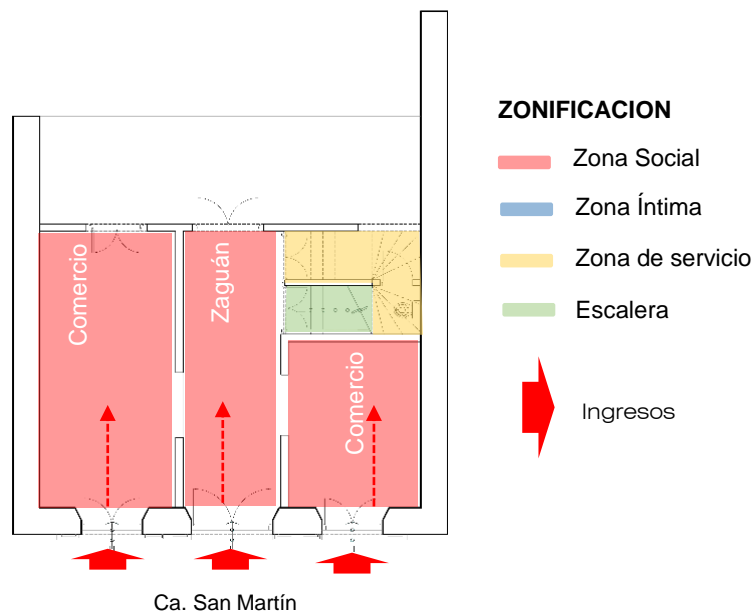 ZONIFICACION
Zona Social
Zona Íntima
Zona de servicio
Escalera
Ingresos
Comercio
Zaguán
Comercio
Ca. San Martín